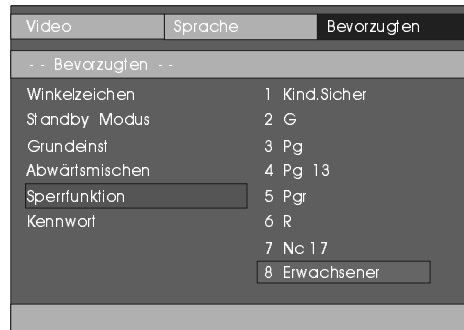 Video Sprache Bevorzugten
- - Bevorzugten - -
Winkelzeichen 1 Kind.Sicher
Standby Modus 2 G
Grundeinst 3 Pg
Abwärtsmischen 4 Pg 13
Sperrfunktion 5 Pgr
Kennwort 6 R
7 Nc 17
8 Erwachsener